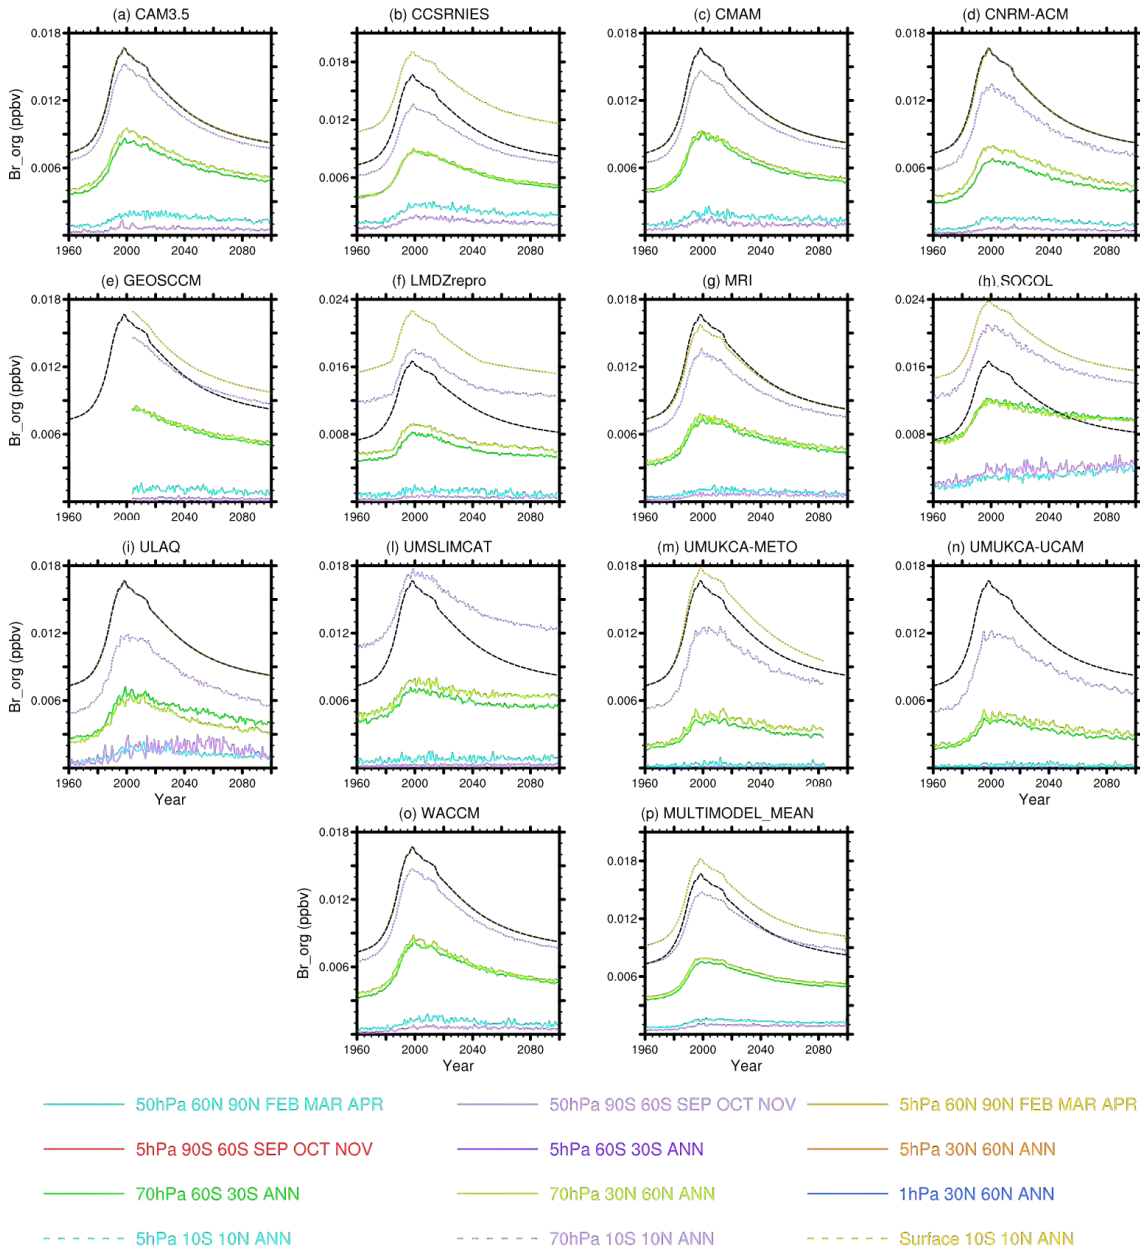 (a) CAM3.5
(b) CCSRNIES
(c) CMAM
(d) CNRM-ACM
Br_org (ppbv)
0.018
0.012
0.006
1960 2000 2040 2080
0.018
0.012
0.006
1960 2000 2040 2080
0.018
0.012
0.006
1960 2000 2040 2080
0.018
0.012
0.006
1960 2000 2040 2080
(e) GEOSCCM
(f) LMDZrepro
(g) MRI
(h) SOCOL
Br_org (ppbv)
0.018
0.012
0.006
1960 2000 2040 2080
0.024
0.016
0.008
1960 2000 2040 2080
0.018
0.012
0.006
1960 2000 2040 2080
0.024
0.016
0.008
1960 2000 2040 2080
(i) ULAQ
(l) UMSLIMCAT
(m) UMUKCA-METO
(n) UMUKCA-UCAM
Br_org (ppbv)
0.018
0.012
0.006
1960 2000 2040 2080
Year
0.018
0.012
0.006
1960 2000 2040 2080
0.018
0.012
0.006
1960 2000 2040 2080
0.018
0.012
0.006
1960 2000 2040 2080
Year
(o) WACCM
(p) MULTIMODEL_MEAN
Br_org (ppbv)
0.018
0.012
0.006
1960 2000 2040 2080
Year
0.018
0.012
0.006
1960 2000 2040 2080
Year
50hPa 60N 90N FEB MAR APR
50hPa 90S 60S SEP OCT NOV
5hPa 60N 90N FEB MAR APR
5hPa 90S 60S SEP OCT NOV
5hPa 60S 30S ANN
5hPa 30N 60N ANN
70hPa 60S 30S ANN
70hPa 30N 60N ANN
1hPa 30N 60N ANN
5hPa 10S 10N ANN
70hPa 10S 10N ANN
Surface 10S 10N ANN